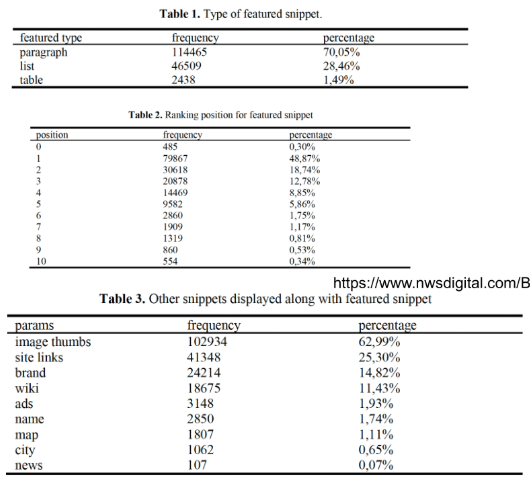 Table 1. Type of featured snippet.
featured type frequency percentage
paragraph 114465 70,05%
list 46509 28,46%
table 2438 1,49%
Table 2. Ranking position for featured snippet
position frequency percentage
0 485 0,30%
1 79867 48,87%
2 30618 18,74%
3 20878 12,78%
4 14469 8,85%
5 9582 5,86%
6 2860 1,75%
7 1909 1,17%
8 1319 0,81%
9 860 0,53%
10 554 0,34%
https://www.nwsdigital.com/B
Table 3. Other snippets displayed along with featured snippet
params frequency percentage
image thumbs 102934 62,99%
site links 41348 25,30%
brand 24214 14,82%
wiki 18675 11,43%
ads 3148 1,93%
name 2850 1,74%
map 1807 1,11%
city 1062 0,65%
news 107 0,07%